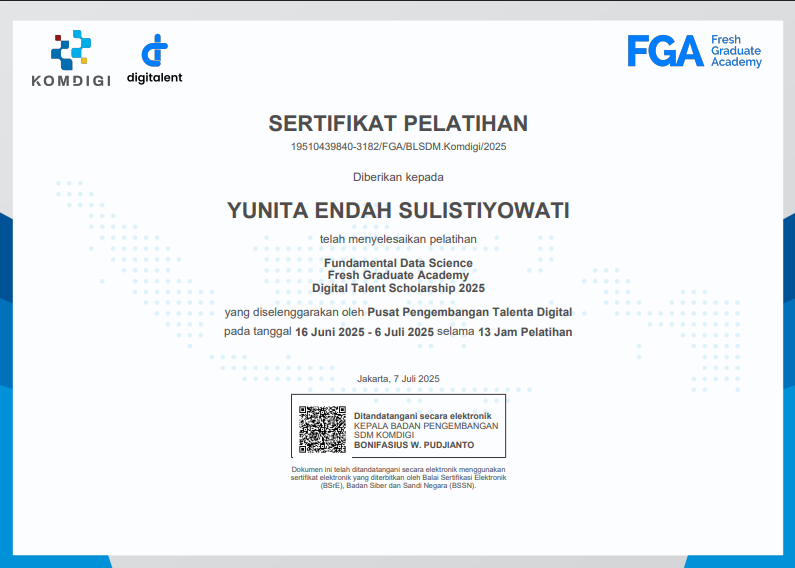 KOMDIGI
digitalent
FGA
Fresh
Graduate
Academy
SERTIFIKAT PELATIHAN
19510439840-3182/FGA/BLSDM.Komdigi/2025
Diberikan kepada
YUNITA ENDAH SULISTIYOWATI
telah menyelesaikan pelatihan
Fundamental Data Science
Fresh Graduate Academy
Digital Talent Scholarship 2025
yang diselenggarakan oleh Pusat Pengembangan Talenta Digital
pada tanggal 16 Juni 2025 - 6 Juli 2025 selama 13 Jam Pelatihan
Jakarta, 7 Juli 2025
Ditandatangani secara elektronik
KEPALA BADAN PENGEMBANGAN
SDM KOMDIGI
BONIFASIUS W. PUDJIANTO
Dokumen ini telah ditandatangani secara elektronik menggunakan
sertifikat elektronik yang diterbitkan oleh Balai Sertifikasi Elektronik
(BSrE), Badan Siber dan Sandi Negara (BSSN).